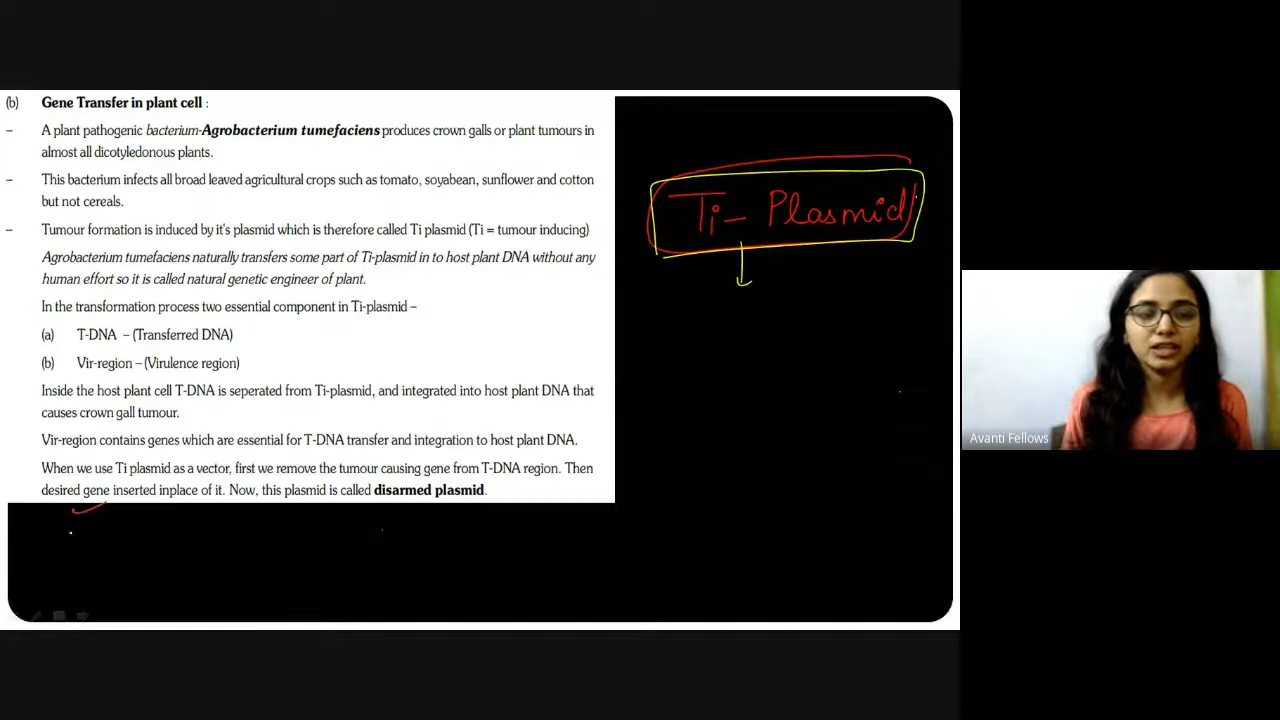 (b) Gene Transfer in plant cell :
– A plant pathogenic bacterium-Agrobacterium tumefaciens produces crown galls or plant tumours in
almost all dicotyledonous plants.
– This bacterium infects all broad leaved agricultural crops such as tomato, soyabean, sunflower and cotton
but not cereals.
– Tumour formation is induced by it's plasmid which is therefore called Ti plasmid (Ti = tumour inducing)
Agrobacterium tumefaciens naturally transfers some part of Ti-plasmid in to host plant DNA without any
human effort so it is called natural genetic engineer of plant.
In the transformation process two essential component in Ti-plasmid –
(a) T-DNA – (Transferred DNA)
(b) Vir-region – (Virulence region)
Inside the host plant cell T-DNA is seperated from Ti-plasmid, and integrated into host plant DNA that
causes crown gall tumour.
Vir-region contains genes which are essential for T-DNA transfer and integration to host plant DNA.
When we use Ti plasmid as a vector, first we remove the tumour causing gene from T-DNA region. Then
desired gene inserted inplace of it. Now, this plasmid is called disarmed plasmid.
Ti – Plasmid
Avanti Fellows